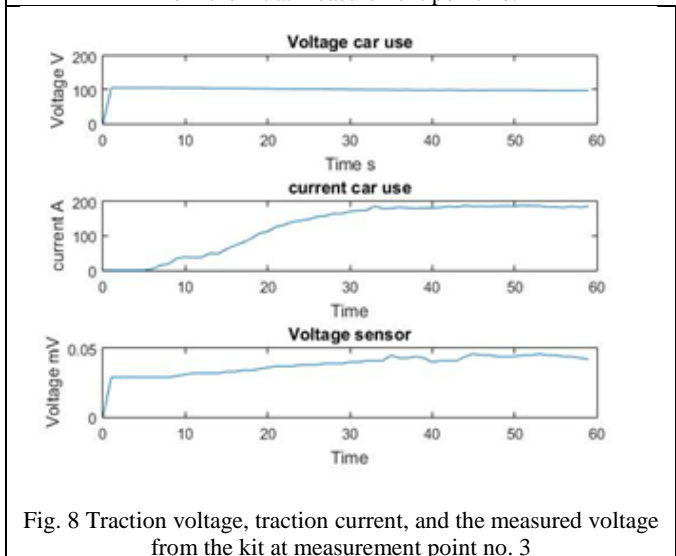 Voltage car use
Voltage V
200
100
0
0 10 20 30 40 50 60
Time s
current car use
current A
200
100
0
0 10 20 30 40 50 60
Time
Voltage sensor
Voltage mV
0.05
0
0 10 20 30 40 50 60
Time
Fig. 8 Traction voltage, traction current, and the measured voltage
from the kit at measurement point no. 3